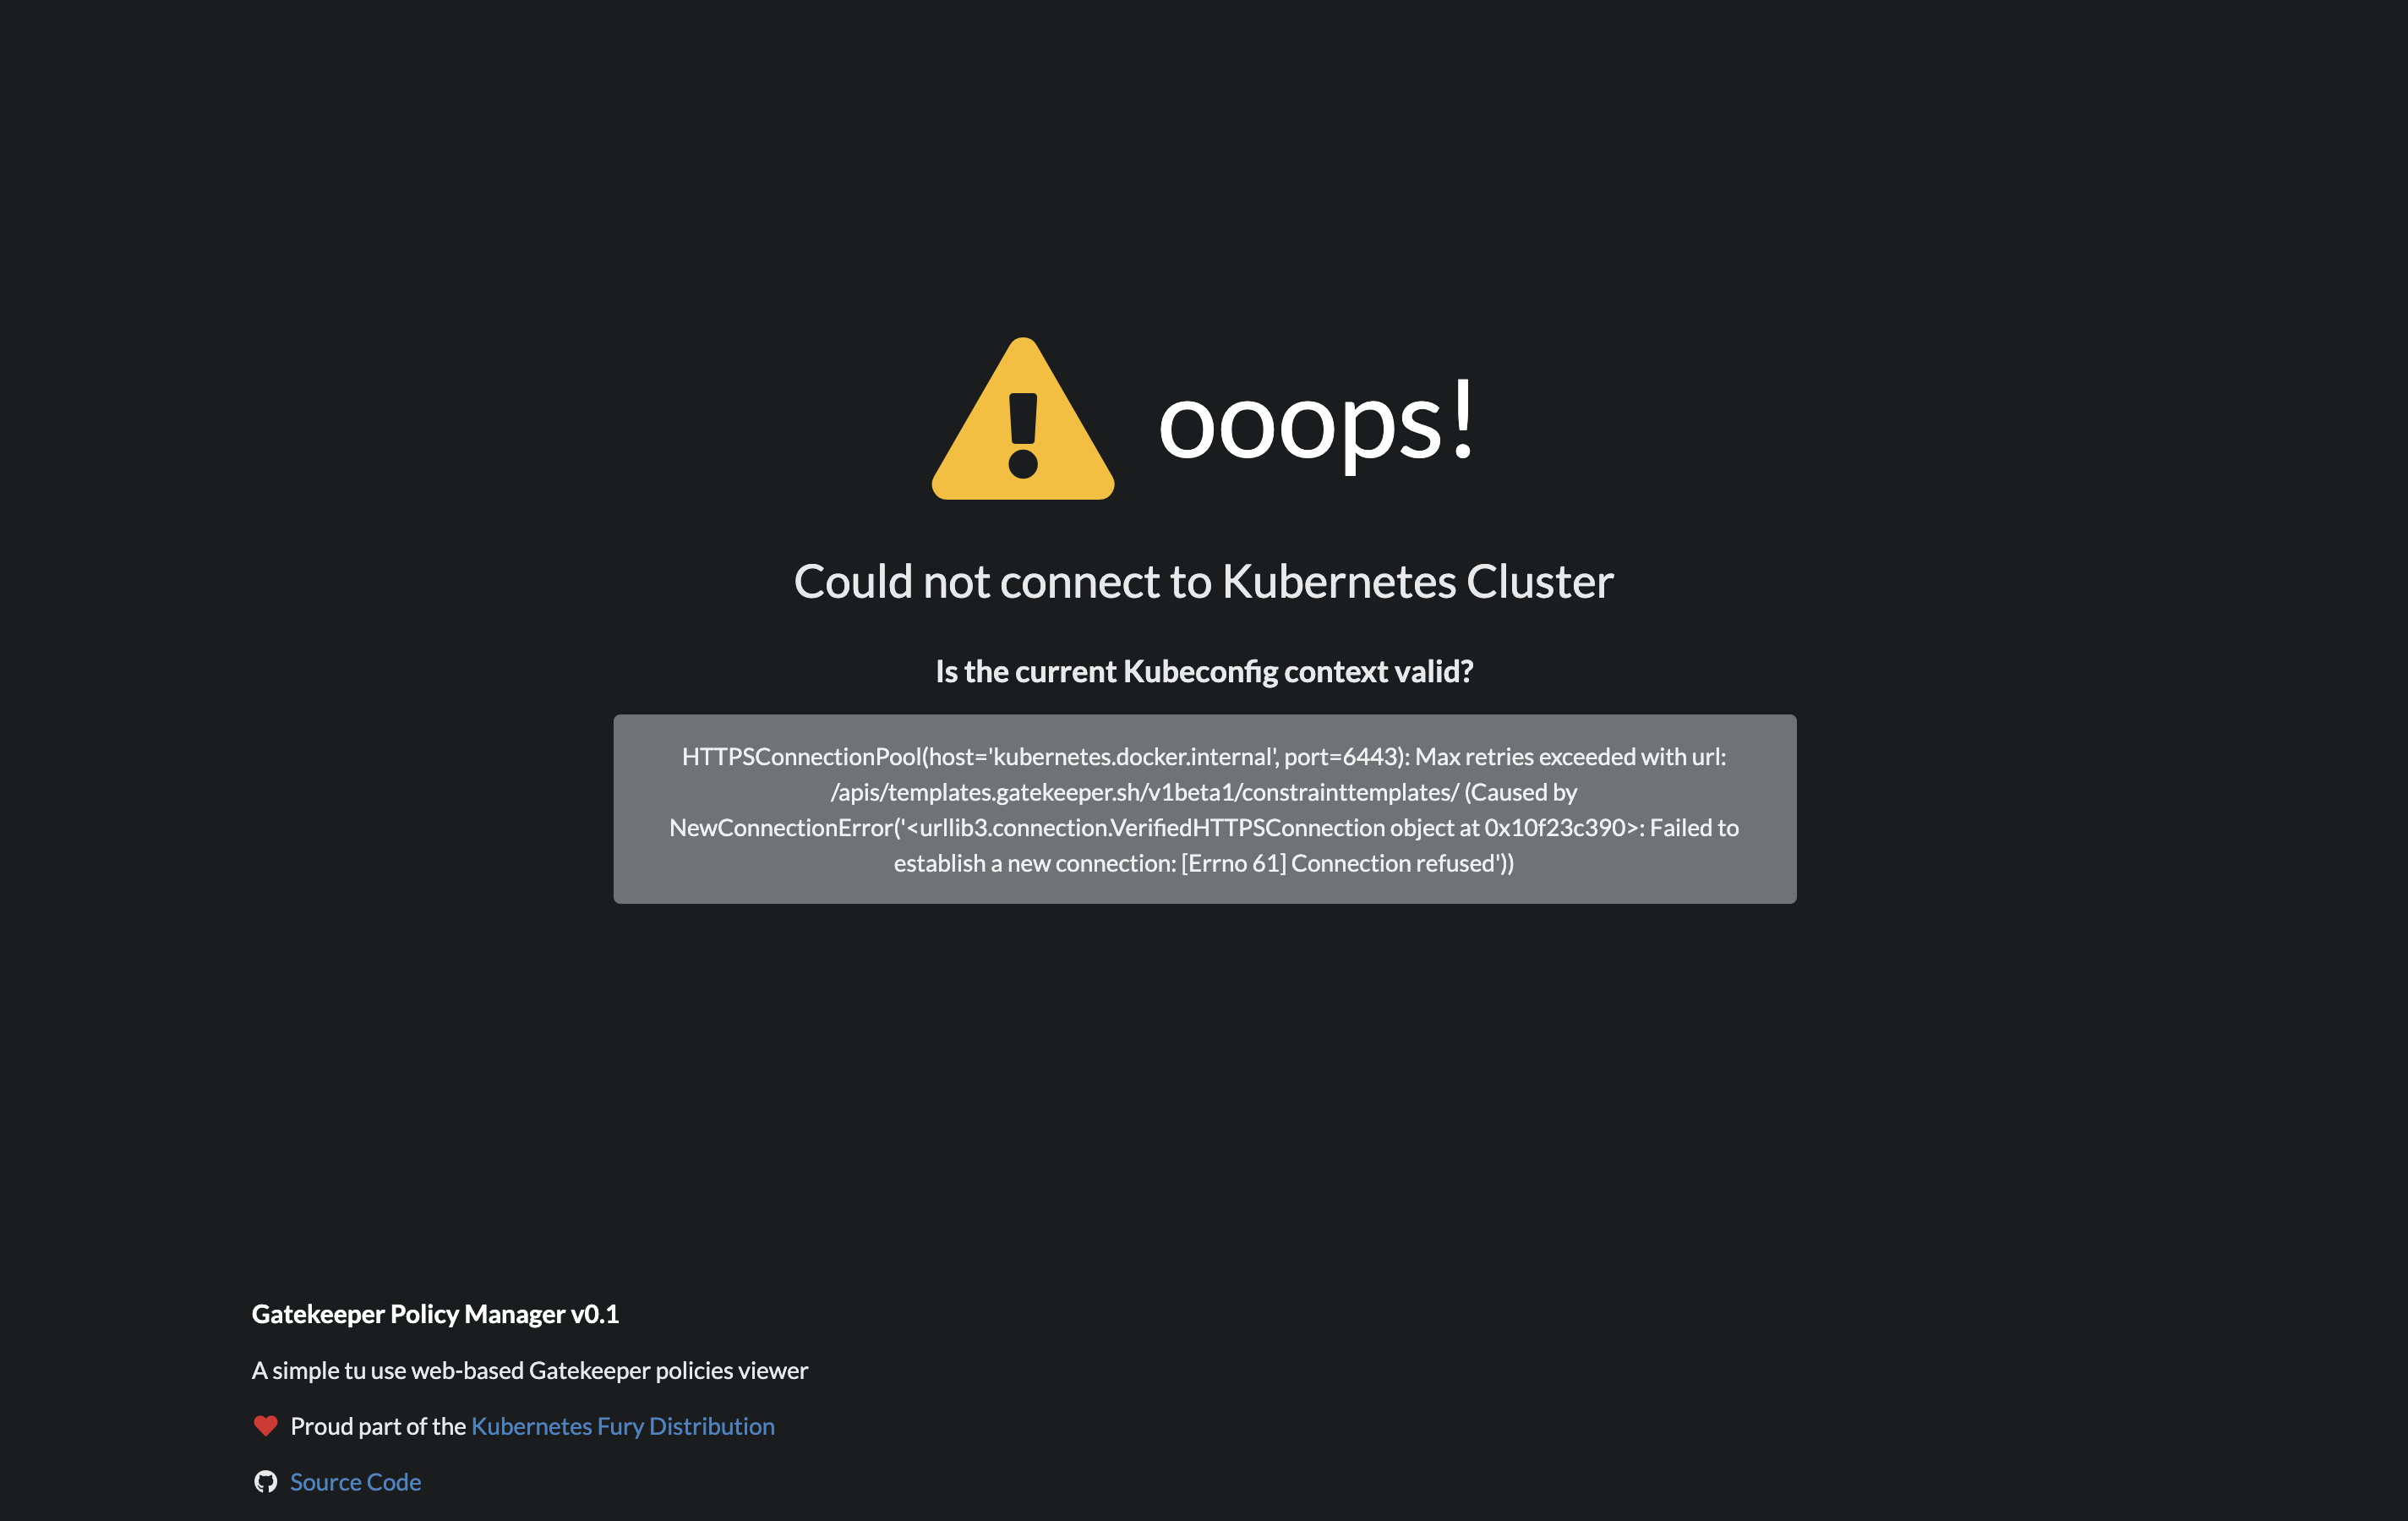 ooops!
Could not connect to Kubernetes Cluster
Is the current Kubeconfig context valid?
HTTPSConnectionPool(host='kubernetes.docker.internal', port=6443): Max retries exceeded with url:
/apis/templates.gatekeeper.sh/v1beta1/constrainttemplates/ (Caused by
NewConnectionError('<urllib3.connection.VerifiedHTTPSConnection object at 0x10f23c390>: Failed to
establish a new connection: [Errno 61] Connection refused'))
Gatekeeper Policy Manager v0.1
A simple tu use web-based Gatekeeper policies viewer
Proud part of the Kubernetes Fury Distribution
Source Code